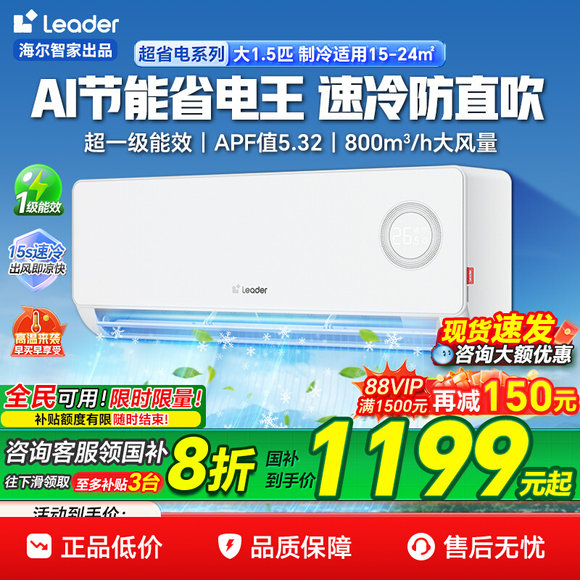 Leader
海尔智家出品
超省电系列 大1.5匹 制冷适用15-24㎡
AI节能省电王 速冷防直吹
超一级能效|APF值5.32|800m³/h大风量
1级能效
15s速冷
出风即凉快
高温来袭
早买早享受
Leader
现货速发
咨询大额优惠
88VIP
满1500元 再减150元
全民可用!限时限量!
补贴额度有限 随时结束!
咨询客服领国补
往下滑领取 至多补贴3台
8折
国补
到手价
1199元起
活动到手价:
正品低价 品质保障 售后无忧